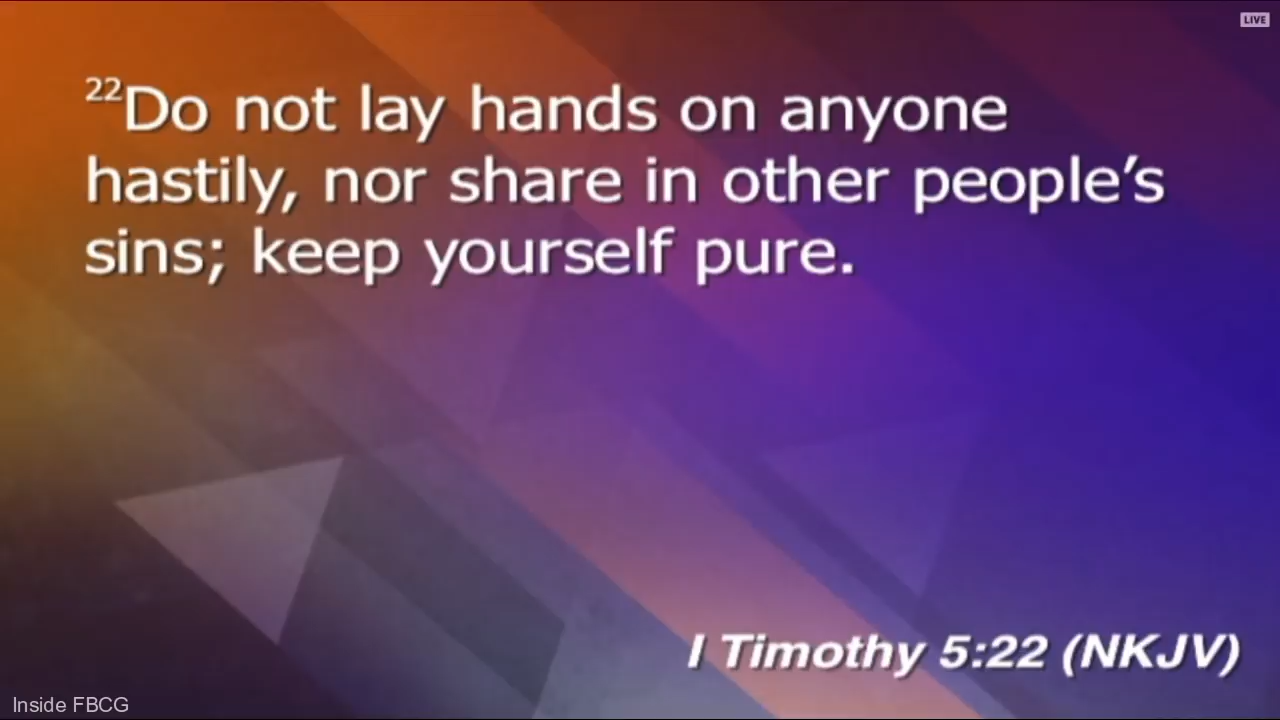 LIVE
22Do not lay hands on anyone
hastily, nor share in other people’s
sins; keep yourself pure.
I Timothy 5:22 (NKJV)
Inside FBCG